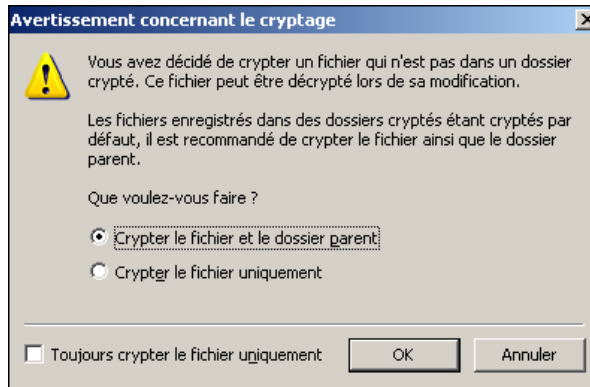 Avertissement concernant le cryptage
Vous avez décidé de crypter un fichier qui n'est pas dans un dossier
crypté. Ce fichier peut être décrypté lors de sa modification.
Les fichiers enregistrés dans des dossiers cryptés étant cryptés par
défaut, il est recommandé de crypter le fichier ainsi que le dossier
parent.
Que voulez-vous faire ?
Crypter le fichier et le dossier parent
Crypter le fichier uniquement
Toujours crypter le fichier uniquement
OK
Annuler